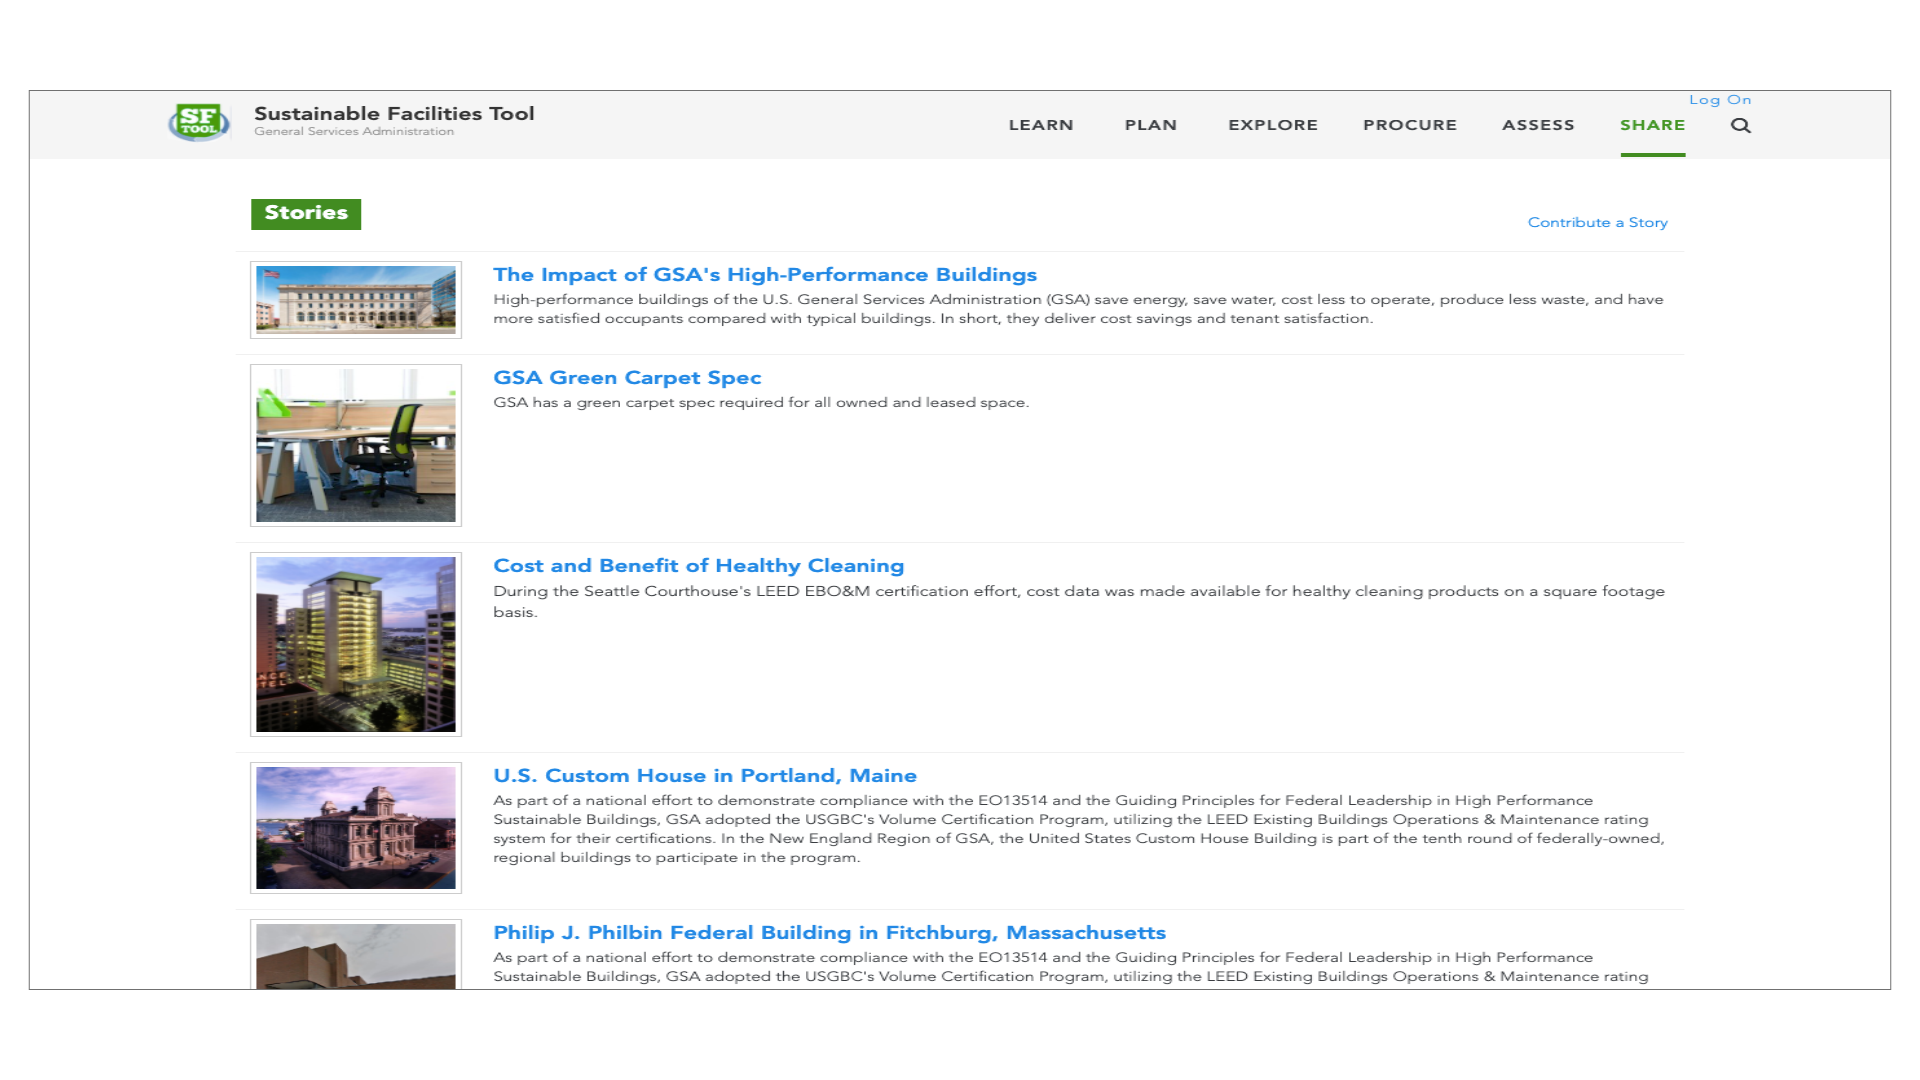 SF
TOOL
Sustainable Facilities Tool
General Services Administration
Log On
LEARN PLAN EXPLORE PROCURE ASSESS SHARE
Stories
Contribute a Story
The Impact of GSA's High-Performance Buildings
High-performance buildings of the U.S. General Services Administration (GSA) save energy, save water, cost less to operate, produce less waste, and have
more satisfied occupants compared with typical buildings. In short, they deliver cost savings and tenant satisfaction.
GSA Green Carpet Spec
GSA has a green carpet spec required for all owned and leased space.
Cost and Benefit of Healthy Cleaning
During the Seattle Courthouse's LEED EBO&M certification effort, cost data was made available for healthy cleaning products on a square footage
basis.
U.S. Custom House in Portland, Maine
As part of a national effort to demonstrate compliance with the EO13514 and the Guiding Principles for Federal Leadership in High Performance
Sustainable Buildings, GSA adopted the USGBC's Volume Certification Program, utilizing the LEED Existing Buildings Operations & Maintenance rating
system for their certifications. In the New England Region of GSA, the United States Custom House Building is part of the tenth round of federally-owned,
regional buildings to participate in the program.
Philip J. Philbin Federal Building in Fitchburg, Massachusetts
As part of a national effort to demonstrate compliance with the EO13514 and the Guiding Principles for Federal Leadership in High Performance
Sustainable Buildings, GSA adopted the USGBC's Volume Certification Program, utilizing the LEED Existing Buildings Operations & Maintenance rating